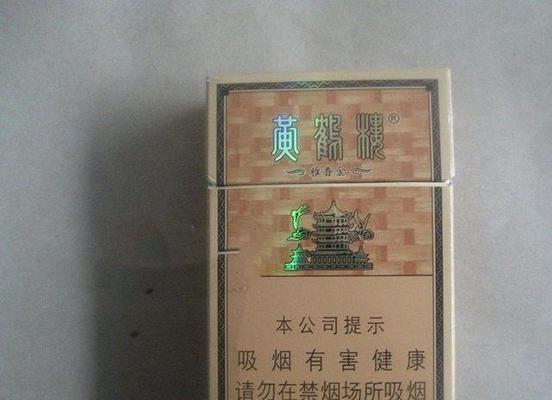 黃鶴樓®
雅香金
本公司提示
吸烟有害健康
请勿在禁烟场所吸烟